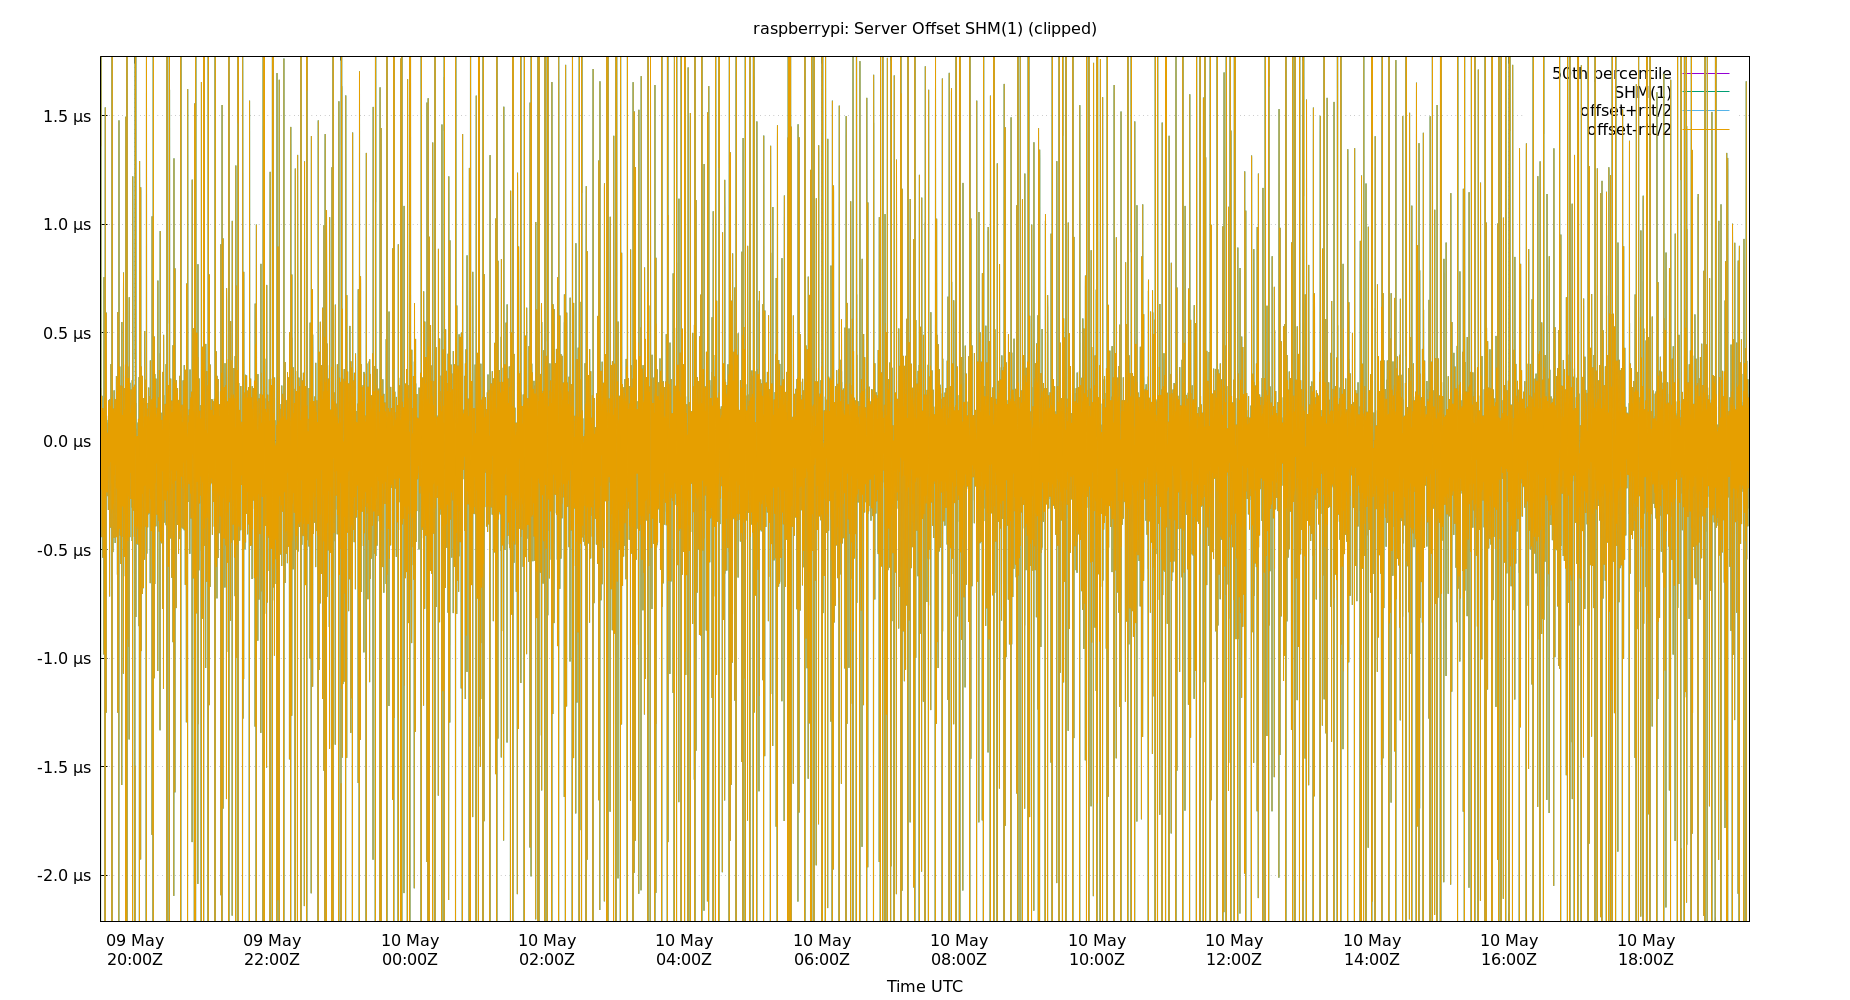 raspberrypi: Server Offset SHM(1) (clipped)
50th percentile
SHM(1)
offset+rtt/2
offset-rtt/2
1.5 µs
1.0 µs
0.5 µs
0.0 µs
-0.5 µs
-1.0 µs
-1.5 µs
-2.0 µs
09 May 09 May 10 May 10 May 10 May 10 May 10 May 10 May 10 May 10 May 10 May 10 May
20:00Z 22:00Z 00:00Z 02:00Z 04:00Z 06:00Z 08:00Z 10:00Z 12:00Z 14:00Z 16:00Z 18:00Z
Time UTC